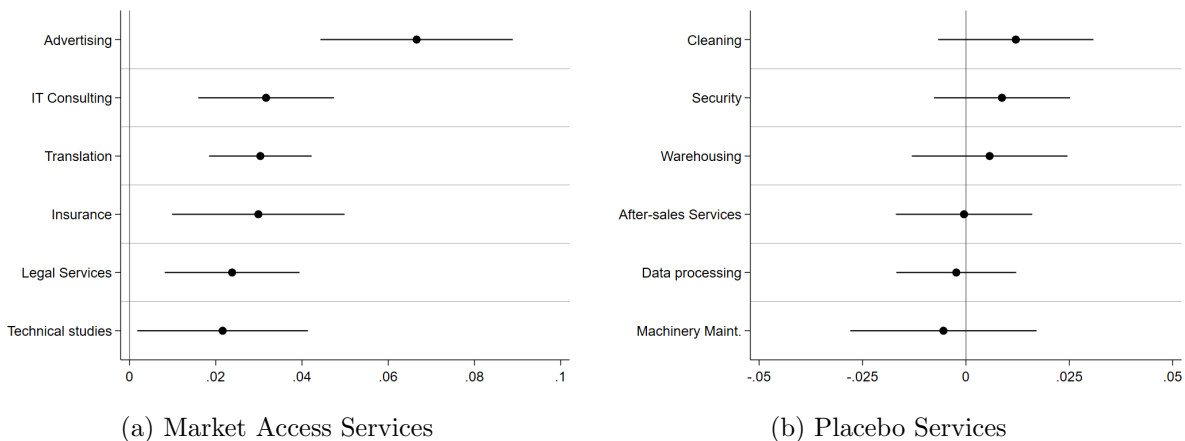 Advertising
IT Consulting
Translation
Insurance
Legal Services
Technical studies
0 .02 .04 .06 .08 .1
(a) Market Access Services
Cleaning
Security
Warehousing
After-sales Services
Data processing
Machinery Maint.
-.05 -.025 0 .025 .05
(b) Placebo Services